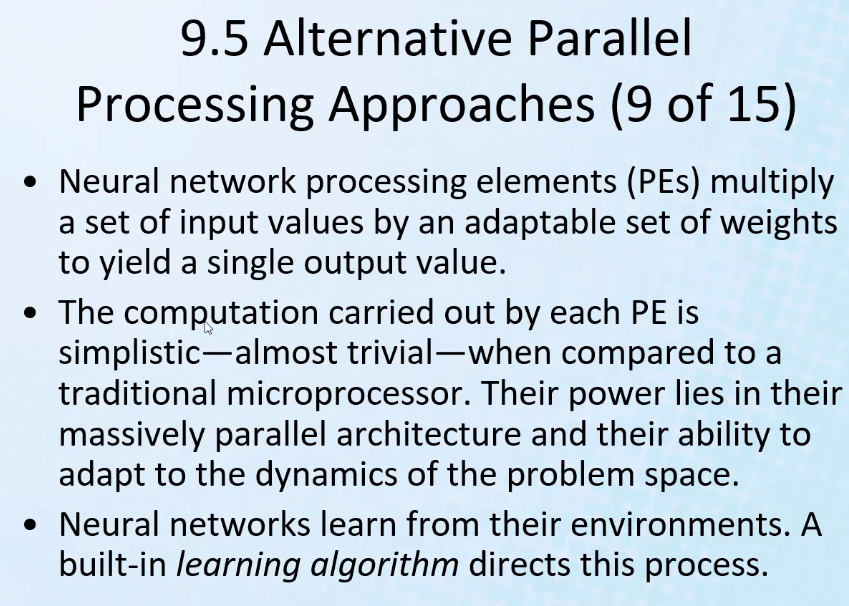 9.5 Alternative Parallel
Processing Approaches (9 of 15)
• Neural network processing elements (PEs) multiply
a set of input values by an adaptable set of weights
to yield a single output value.
• The computation carried out by each PE is
simplistic—almost trivial—when compared to a
traditional microprocessor. Their power lies in their
massively parallel architecture and their ability to
adapt to the dynamics of the problem space.
• Neural networks learn from their environments. A
built-in learning algorithm directs this process.